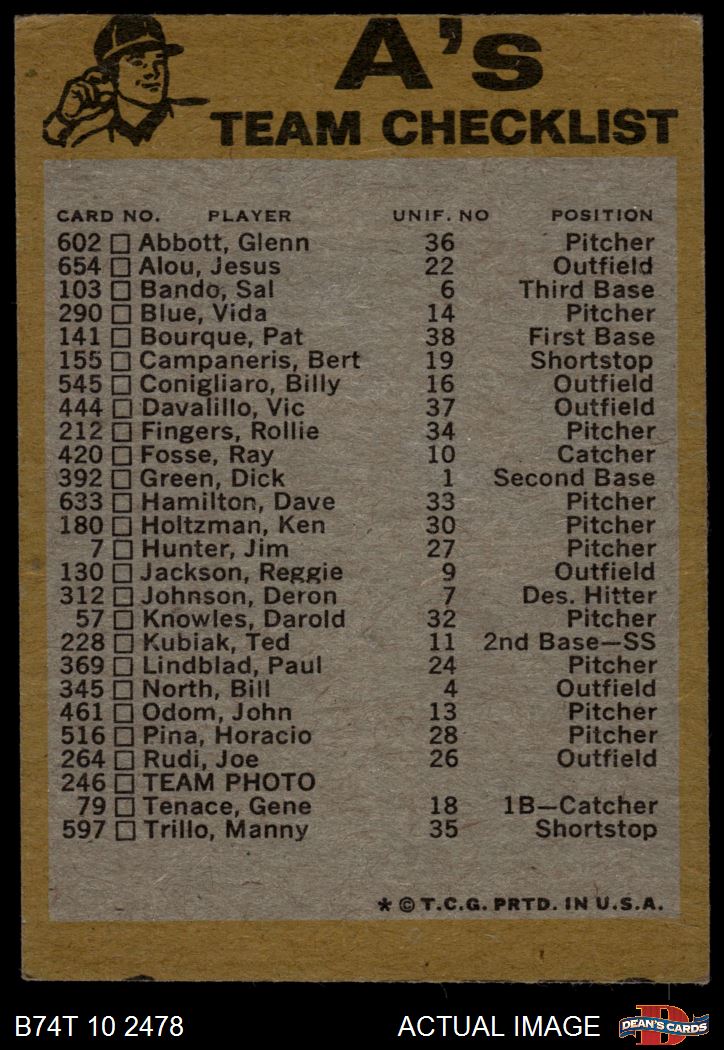 A's
TEAM CHECKLIST
CARD NO. PLAYER UNIF. NO POSITION
602 Abbott, Glenn 36 Pitcher
654 Alou, Jesus 22 Outfield
103 Bando, Sal 6 Third Base
290 Blue, Vida 14 Pitcher
141 Bourque, Pat 38 First Base
155 Campaneris, Bert 19 Shortstop
545 Conigliaro, Billy 16 Outfield
444 Davalillo, Vic 37 Outfield
212 Fingers, Rollie 34 Pitcher
420 Fosse, Ray 10 Catcher
392 Green, Dick 1 Second Base
633 Hamilton, Dave 33 Pitcher
180 Holtzman, Ken 30 Pitcher
7 Hunter, Jim 27 Pitcher
130 Jackson, Reggie 9 Outfield
312 Johnson, Deron 7 Des. Hitter
57 Knowles, Darold 32 Pitcher
228 Kubiak, Ted 11 2nd Base—SS
369 Lindblad, Paul 24 Pitcher
345 North, Bill 4 Outfield
461 Odom, John 13 Pitcher
516 Pina, Horacio 28 Pitcher
264 Rudi, Joe 26 Outfield
246 TEAM PHOTO
79 Tenace, Gene 18 1B—Catcher
597 Trillo, Manny 35 Shortstop
* © T.C.G. PRTD. IN U.S.A.
B74T 10 2478 ACTUAL IMAGE D DEAN'S CARDS